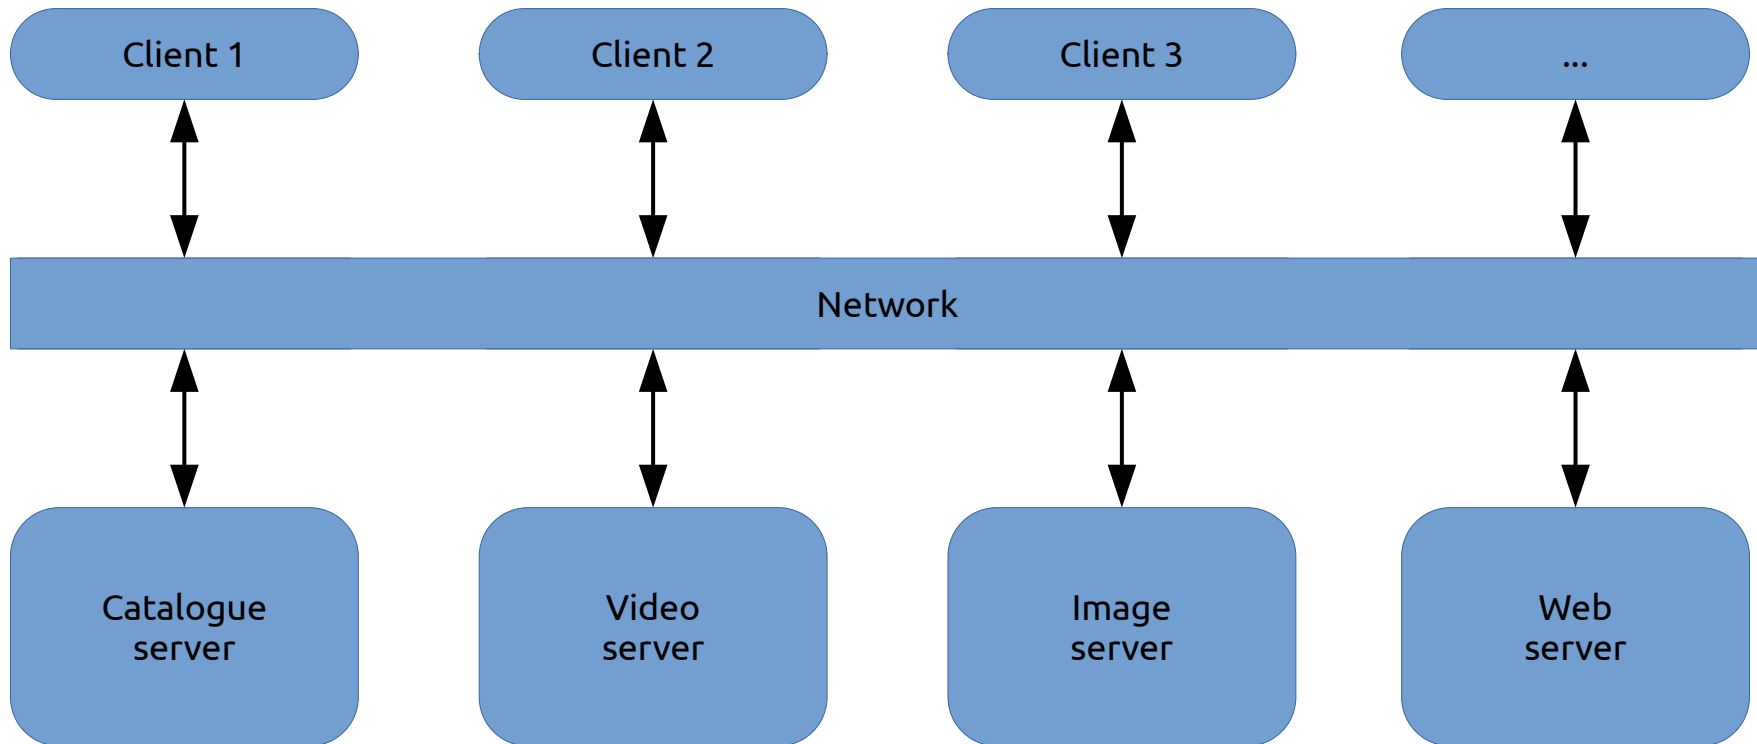 Client 1
Client 2
Client 3
...
Network
Catalogue
server
Video
server
Image
server
Web
server